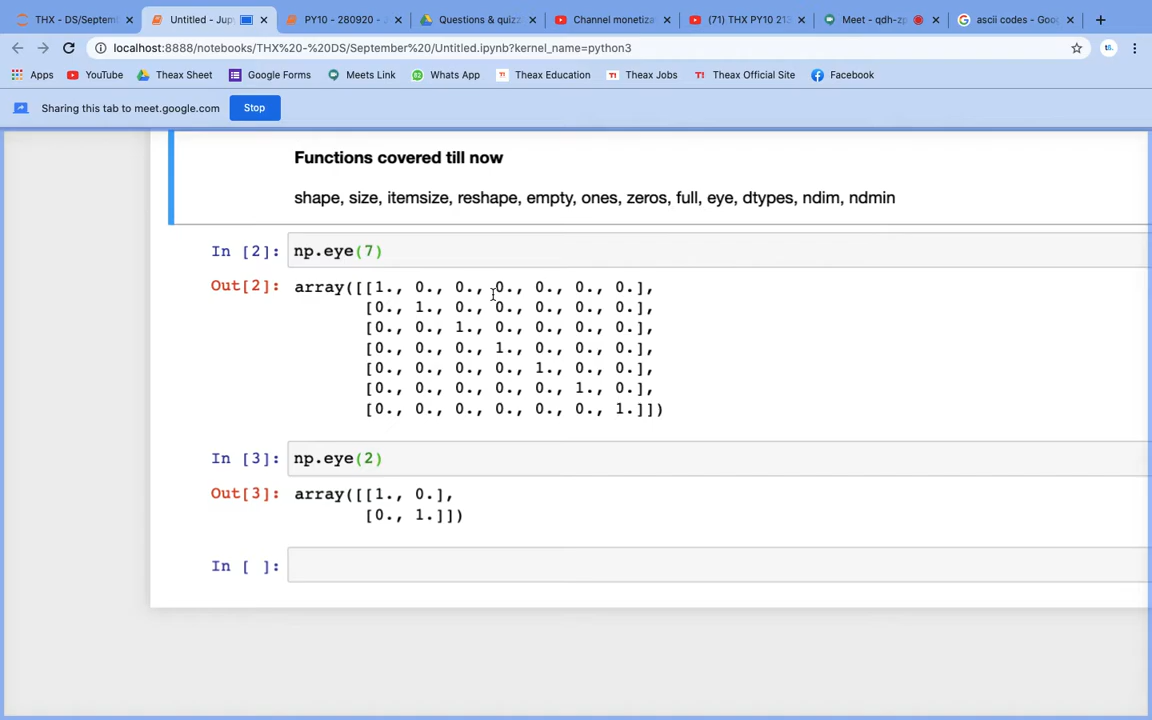 THX - DS/Septemb
Untitled - Jup
PY10 - 280920 -
Questions & quizz
Channel monetiza
(71) THX PY10 213
Meet - qdh-zp
ascii codes - Goo
localhost:8888/notebooks/THX%20-%20DS/September%20/Untitled.ipynb?kernel_name=python3
Apps
YouTube
Theax Sheet
Google Forms
Meets Link
Whats App
Theax Education
Theax Jobs
Theax Official Site
Facebook
Sharing this tab to meet.google.com
Stop
Functions covered till now
shape, size, itemsize, reshape, empty, ones, zeros, full, eye, dtypes, ndim, ndmin
In [2]: np.eye(7)
Out[2]: array([[1., 0., 0., 0., 0., 0., 0.],
[0., 1., 0., 0., 0., 0., 0.],
[0., 0., 1., 0., 0., 0., 0.],
[0., 0., 0., 1., 0., 0., 0.],
[0., 0., 0., 0., 1., 0., 0.],
[0., 0., 0., 0., 0., 1., 0.],
[0., 0., 0., 0., 0., 0., 1.]])
In [3]: np.eye(2)
Out[3]: array([[1., 0.],
[0., 1.]])
In [ ]: